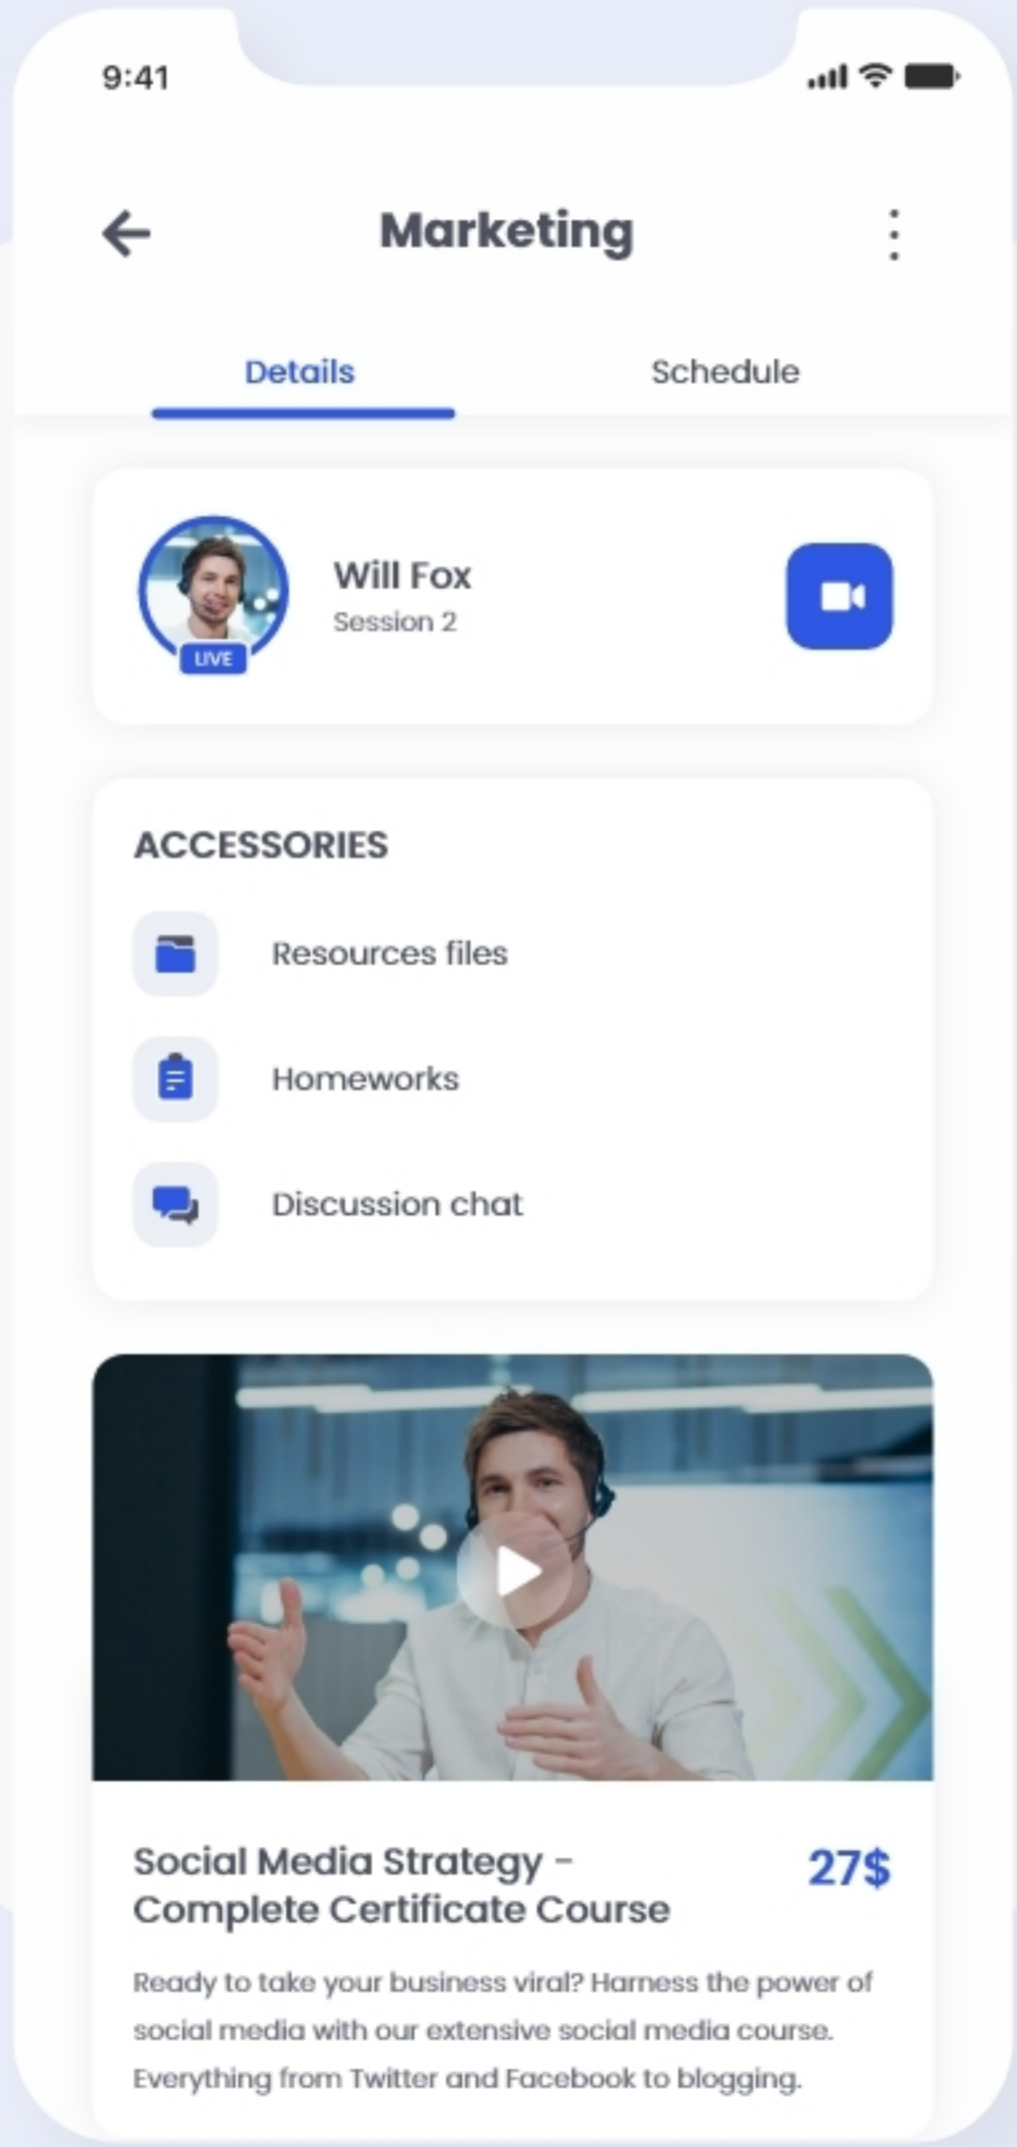 9:41
Marketing
Details
Schedule
Will Fox
Session 2
LIVE
ACCESSORIES
Resources files
Homeworks
Discussion chat
Social Media Strategy -
Complete Certificate Course
27$
Ready to take your business viral? Harness the power of
social media with our extensive social media course.
Everything from Twitter and Facebook to blogging.